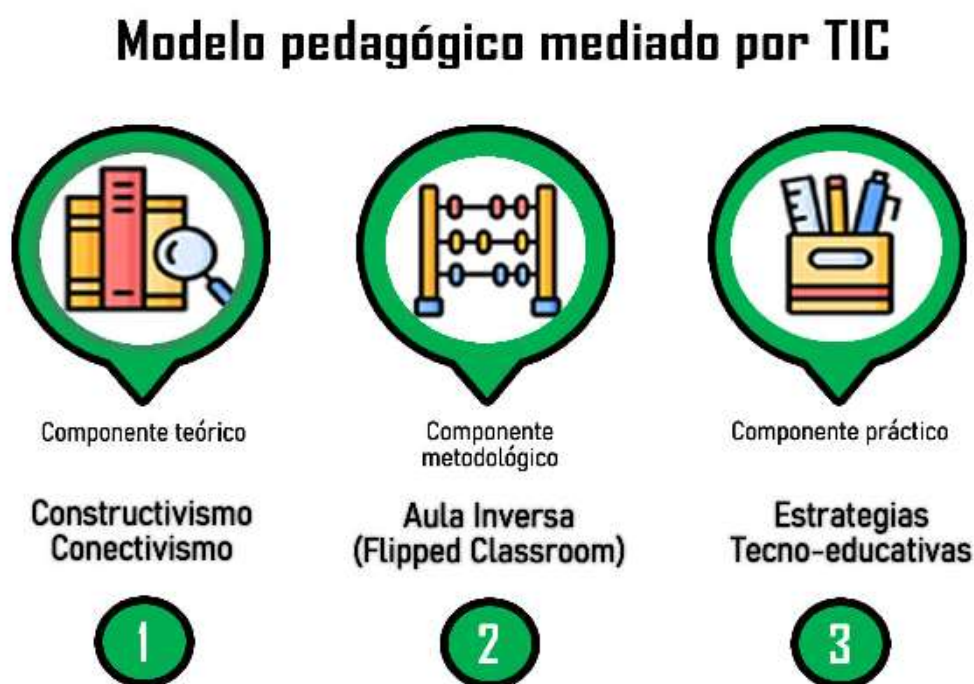 Modelo pedagógico mediado por TIC
Componente teórico
Constructivismo
Conectivismo
1
Componente
metodológico
Aula Inversa
(Flipped Classroom)
2
Componente práctico
Estrategias
Tecno-educativas
3